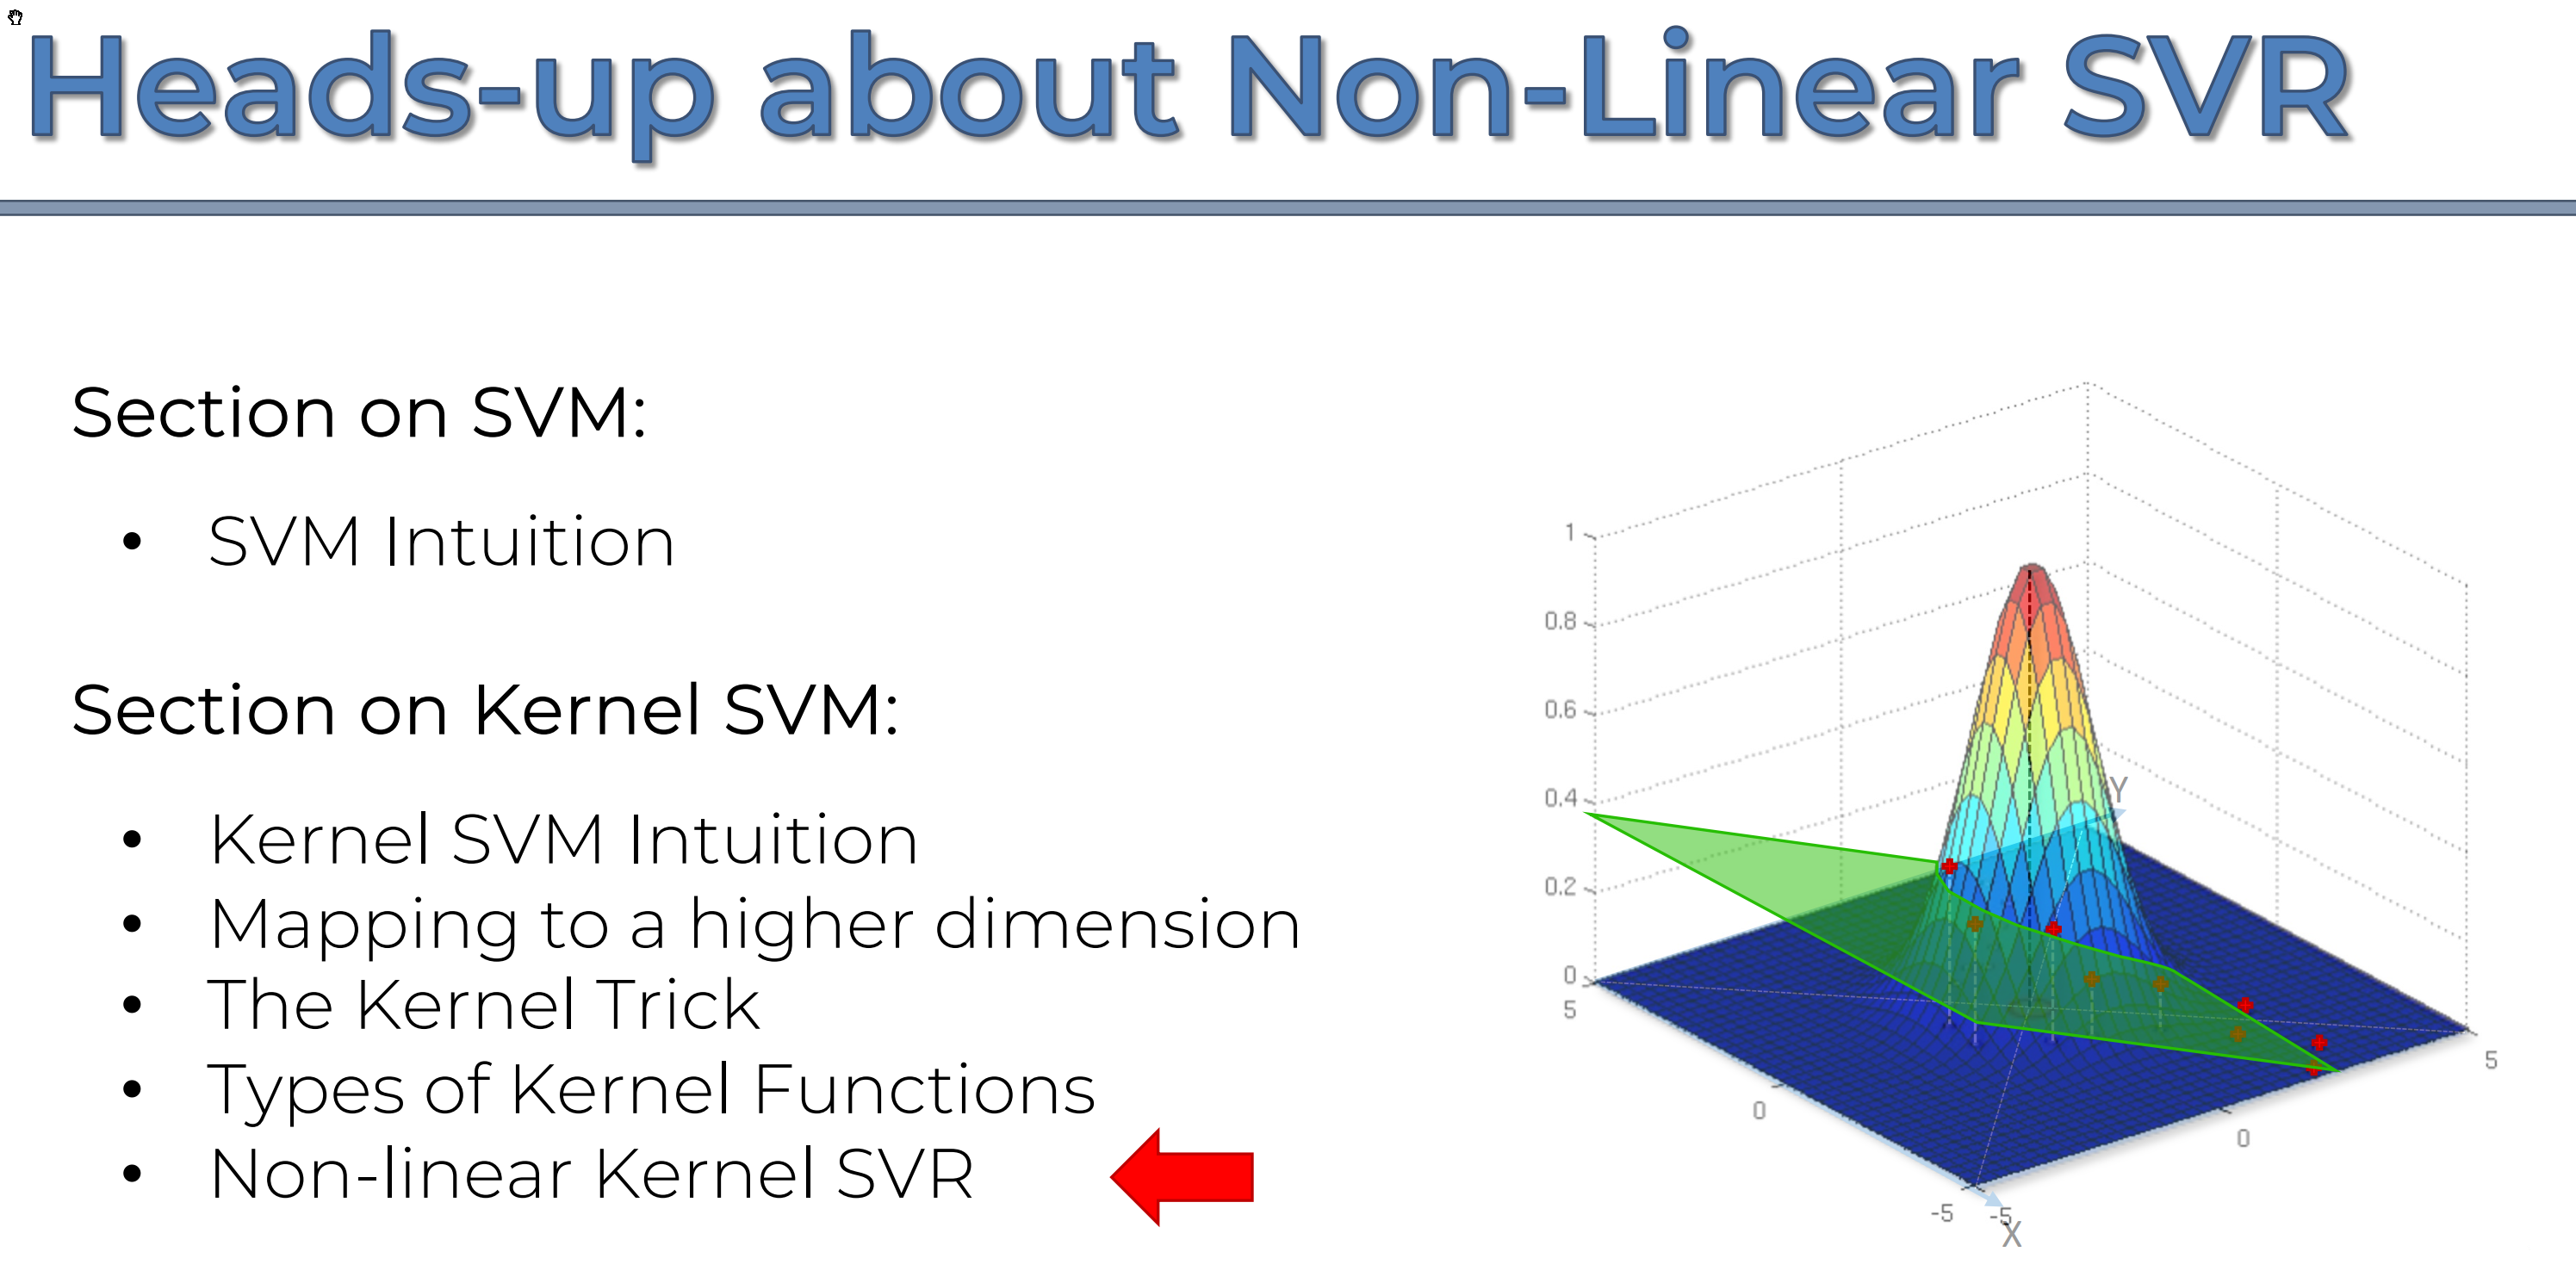 Heads-up about Non-Linear SVR
Section on SVM:
• SVM Intuition
Section on Kernel SVM:
• Kernel SVM Intuition
• Mapping to a higher dimension
• The Kernel Trick
• Types of Kernel Functions
• Non-linear Kernel SVR
1
0.8
0.6
0.4
0.2
0
5
0
-5
-5
0
5
Y
X